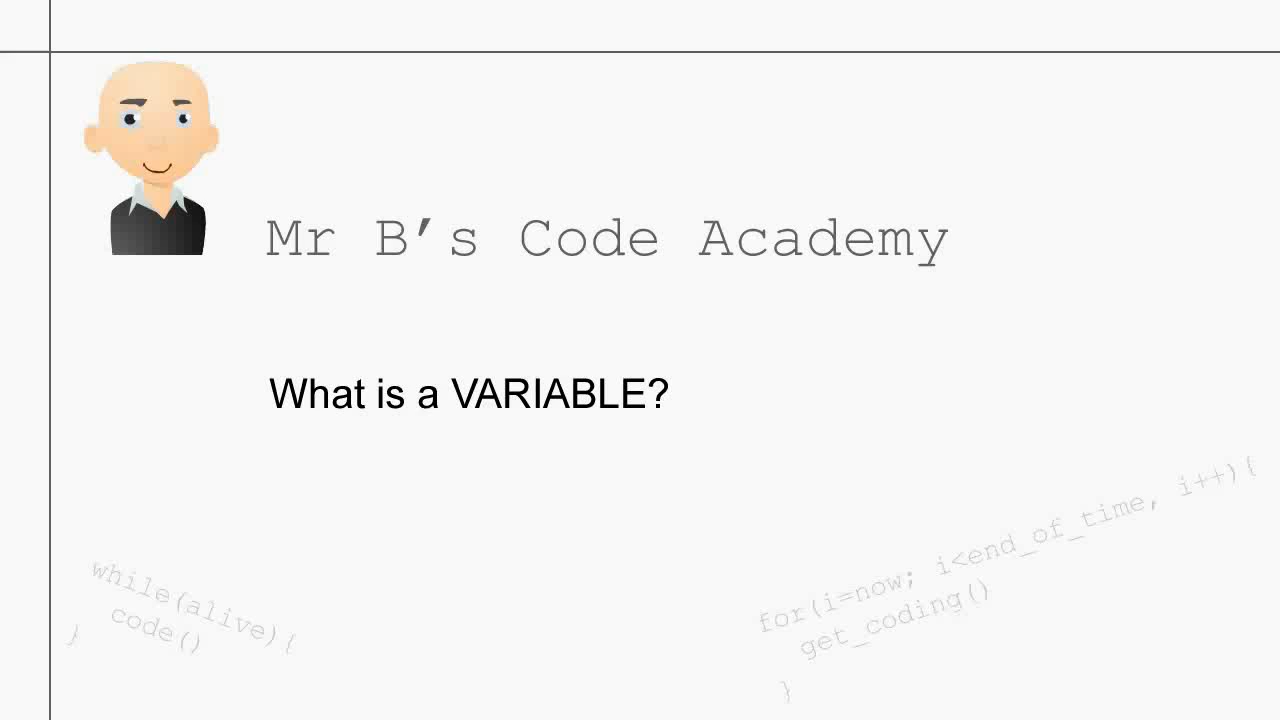 Mr B’s Code Academy
What is a VARIABLE?
while(alive){
code()
}
for(i=now; i<end_of_time, i++){
get_coding()
}